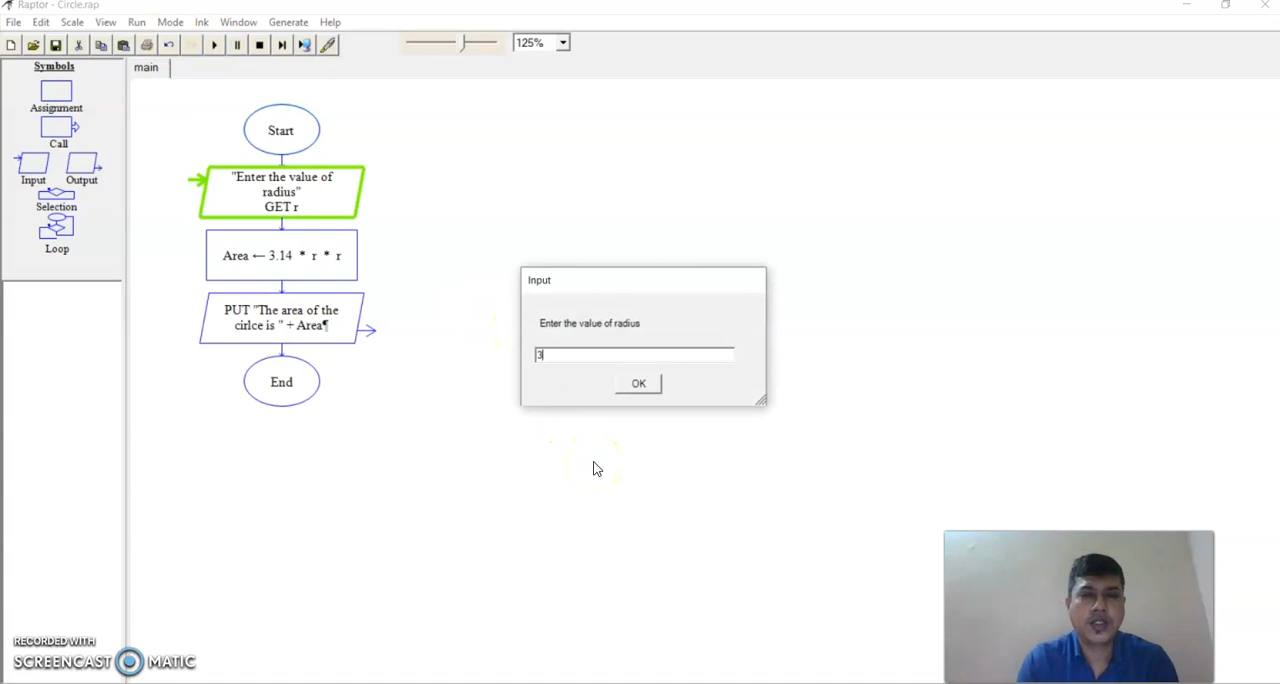 Raptor - Circle.rap
File Edit Scale View Run Mode Ink Window Generate Help
125%
Symbols
main
Assignment
Call
Input Output
Selection
Loop
Start
"Enter the value of
radius"
GET r
Area ← 3.14 * r * r
PUT "The area of the
cirlce is " + Area¶
End
Input
Enter the value of radius
3
OK
RECORDED WITH
SCREENCAST MATIC